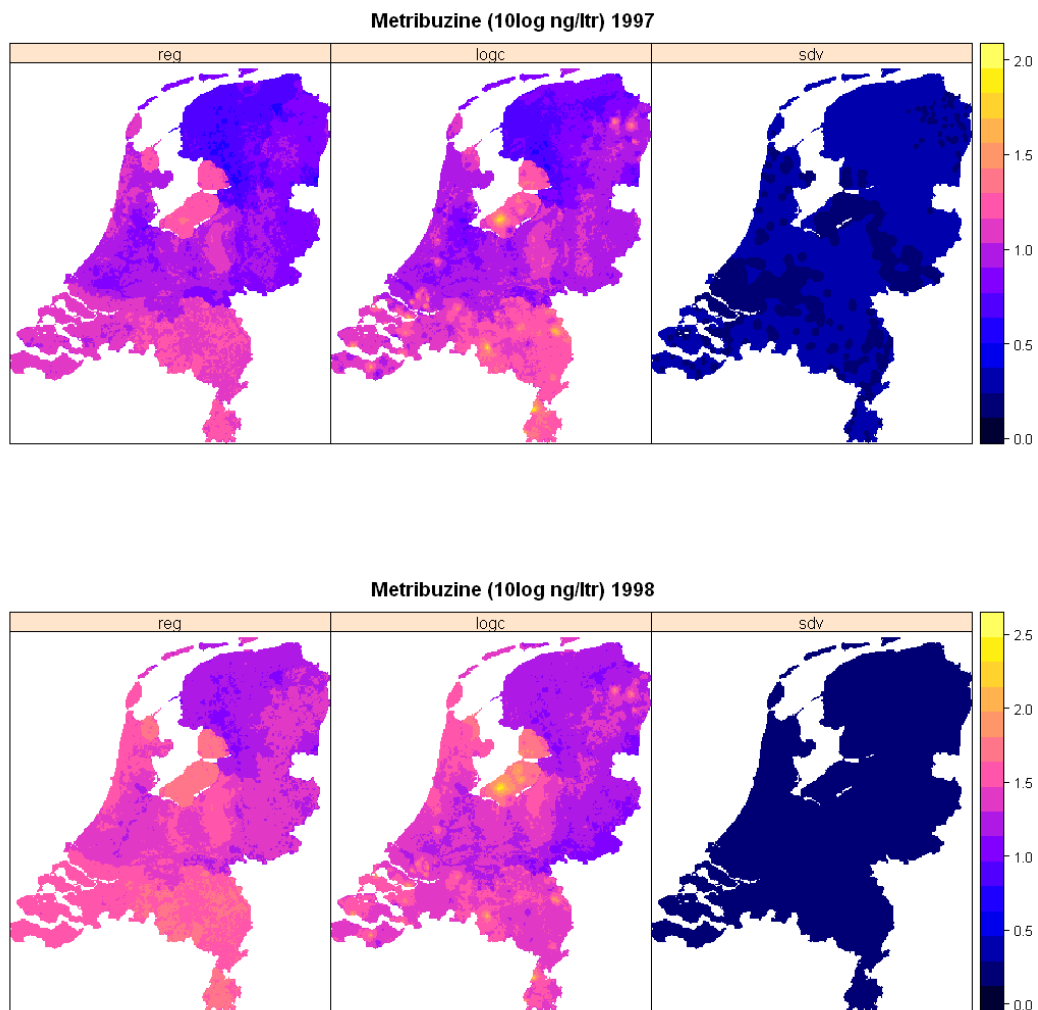 Metribuzine (10log ng/ltr) 1997
reg
logc
sdv
2.0
1.5
1.0
0.5
0.0
Metribuzine (10log ng/ltr) 1998
reg
logc
sdv
2.5
2.0
1.5
1.0
0.5
0.0